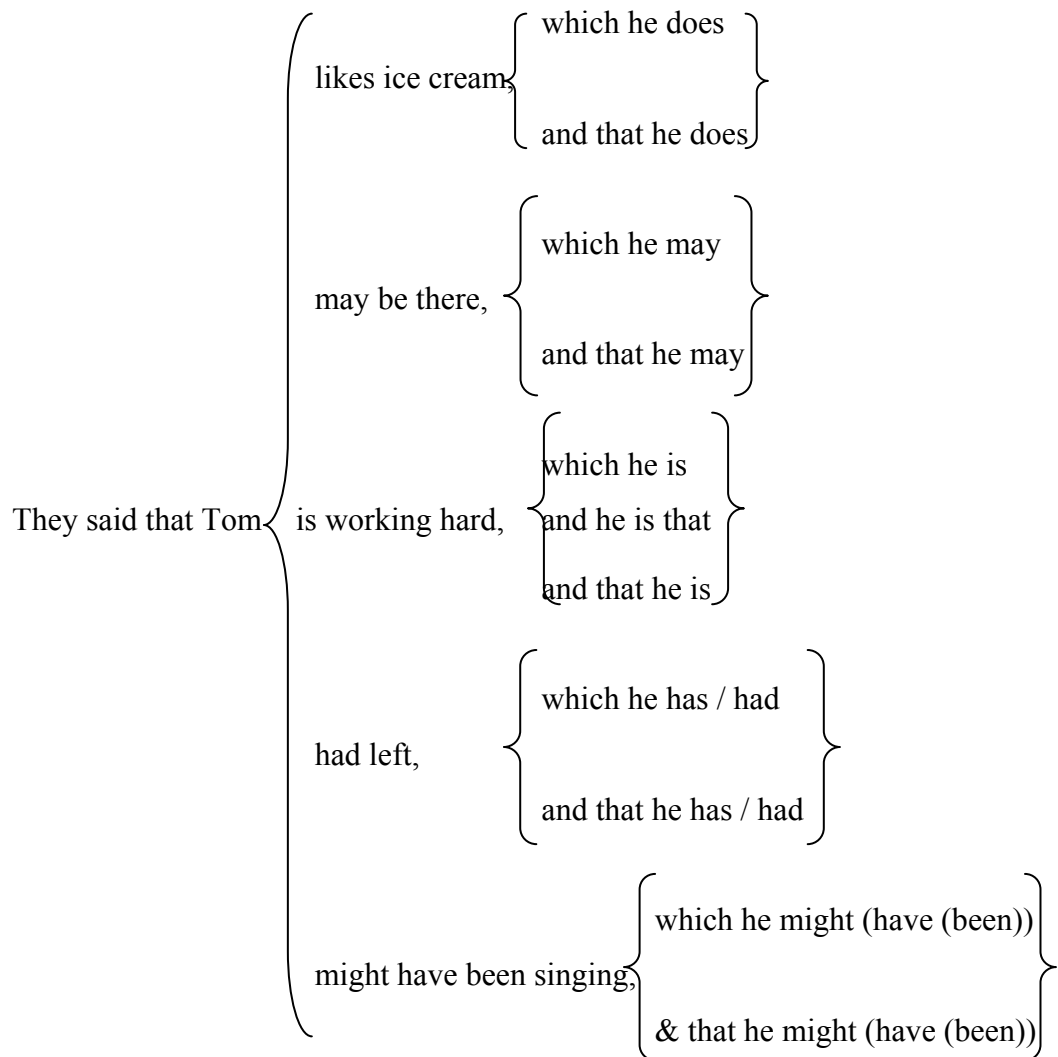 which he does
likes ice cream,
and that he does
which he may
may be there,
and that he may
which he is
They said that Tom is working hard, and he is that
and that he is
which he has / had
had left,
and that he has / had
which he might (have (been))
might have been singing,
& that he might (have (been))